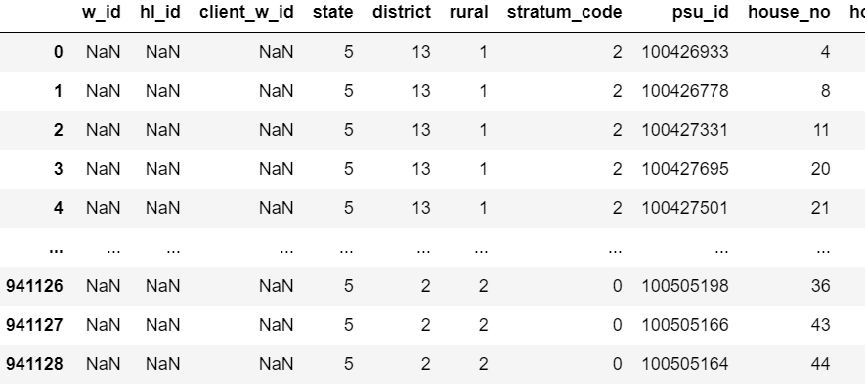 w_id hl_id client_w_id state district rural stratum_code psu_id house_no
0 NaN NaN NaN 5 13 1 2 100426933 4
1 NaN NaN NaN 5 13 1 2 100426778 8
2 NaN NaN NaN 5 13 1 2 100427331 11
3 NaN NaN NaN 5 13 1 2 100427695 20
4 NaN NaN NaN 5 13 1 2 100427501 21
... ... ... ... ... ... ... ... ... ...
941126 NaN NaN NaN 5 2 2 0 100505198 36
941127 NaN NaN NaN 5 2 2 0 100505166 43
941128 NaN NaN NaN 5 2 2 0 100505164 44